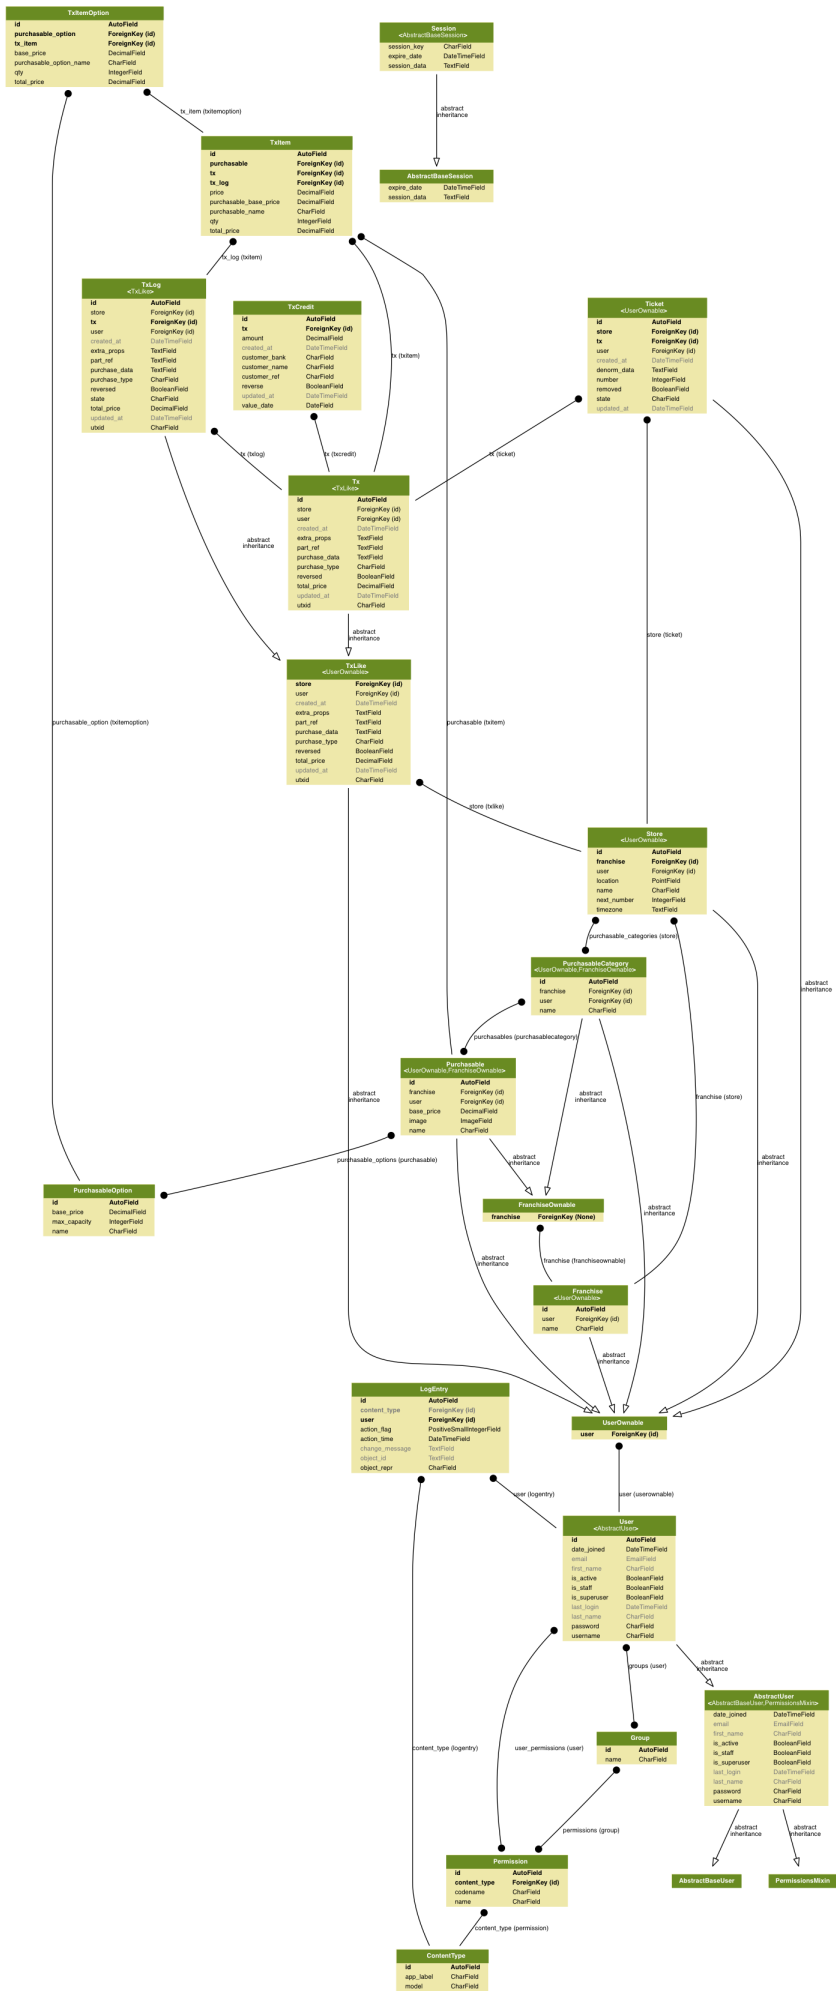 TxItemOption
id AutoField
purchasable_option ForeignKey (id)
tx_item ForeignKey (id)
base_price DecimalField
purchasable_option_name CharField
qty IntegerField
total_price DecimalField
Session
<AbstractBaseSession>
session_key CharField
expire_date DateTimeField
session_data TextField
tx_item (txitemoption)
abstract
inheritance
TxItem
id AutoField
purchasable ForeignKey (id)
tx ForeignKey (id)
tx_log ForeignKey (id)
price DecimalField
purchasable_base_price DecimalField
purchasable_name CharField
qty IntegerField
total_price DecimalField
AbstractBaseSession
expire_date DateTimeField
session_data TextField
tx_log (txitem)
TxLog
<TxLike>
id AutoField
store ForeignKey (id)
tx ForeignKey (id)
user ForeignKey (id)
created_at DateTimeField
extra_props TextField
part_ref TextField
purchase_data TextField
purchase_type CharField
reversed BooleanField
state CharField
total_price DecimalField
updated_at DateTimeField
utxid CharField
TxCredit
id AutoField
tx ForeignKey (id)
amount DecimalField
created_at DateTimeField
customer_bank CharField
customer_name CharField
customer_ref CharField
reverse BooleanField
updated_at DateTimeField
value_date DateField
tx (txitem)
Ticket
<UserOwnable>
id AutoField
store ForeignKey (id)
tx ForeignKey (id)
user ForeignKey (id)
created_at DateTimeField
denorm_data TextField
number IntegerField
removed BooleanField
state CharField
updated_at DateTimeField
tx (txlog)
tx (txcredit)
tx (ticket)
Tx
<TxLike>
id AutoField
store ForeignKey (id)
user ForeignKey (id)
created_at DateTimeField
extra_props TextField
part_ref TextField
purchase_data TextField
purchase_type CharField
reversed BooleanField
total_price DecimalField
updated_at DateTimeField
utxid CharField
abstract
inheritance
abstract
inheritance
store (ticket)
TxLike
<UserOwnable>
store ForeignKey (id)
user ForeignKey (id)
created_at DateTimeField
extra_props TextField
part_ref TextField
purchase_data TextField
purchase_type CharField
reversed BooleanField
total_price DecimalField
updated_at DateTimeField
utxid CharField
purchasable_option (txitemoption)
purchasable (txitem)
store (txlike)
Store
<UserOwnable>
id AutoField
franchise ForeignKey (id)
user ForeignKey (id)
location PointField
name CharField
next_number IntegerField
timezone TextField
purchasable_categories (store)
PurchasableCategory
<UserOwnable,FranchiseOwnable>
id AutoField
franchise ForeignKey (id)
user ForeignKey (id)
name CharField
abstract
inheritance
purchasables (purchasablecategory)
Purchasable
<UserOwnable,FranchiseOwnable>
id AutoField
franchise ForeignKey (id)
user ForeignKey (id)
base_price DecimalField
image ImageField
name CharField
abstract
inheritance
abstract
inheritance
franchise (store)
purchasable_options (purchasable)
abstract
inheritance
abstract
inheritance
PurchasableOption
id AutoField
base_price DecimalField
max_capacity IntegerField
name CharField
FranchiseOwnable
franchise ForeignKey (None)
abstract
inheritance
abstract
inheritance
franchise (franchiseownable)
Franchise
<UserOwnable>
id AutoField
user ForeignKey (id)
name CharField
abstract
inheritance
LogEntry
id AutoField
content_type ForeignKey (id)
user ForeignKey (id)
action_flag PositiveSmallIntegerField
action_time DateTimeField
change_message TextField
object_id TextField
object_repr CharField
UserOwnable
user ForeignKey (id)
user (logentry)
user (userownable)
User
<AbstractUser>
id AutoField
date_joined DateTimeField
email EmailField
first_name CharField
is_active BooleanField
is_staff BooleanField
is_superuser BooleanField
last_login DateTimeField
last_name CharField
password CharField
username CharField
groups (user)
abstract
inheritance
AbstractUser
<AbstractBaseUser,PermissionsMixin>
date_joined DateTimeField
email EmailField
first_name CharField
is_active BooleanField
is_staff BooleanField
is_superuser BooleanField
last_login DateTimeField
last_name CharField
password CharField
username CharField
content_type (logentry)
user_permissions (user)
Group
id AutoField
name CharField
permissions (group)
abstract
inheritance
abstract
inheritance
Permission
id AutoField
content_type ForeignKey (id)
codename CharField
name CharField
AbstractBaseUser
PermissionsMixin
content_type (permission)
ContentType
id AutoField
app_label CharField
model CharField